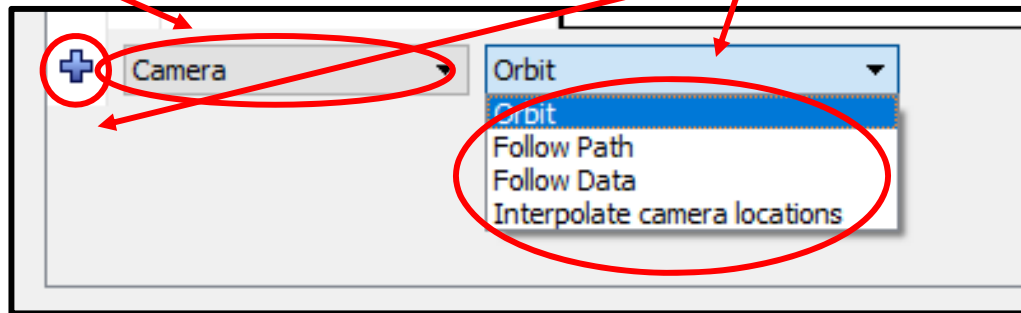 Camera
Orbit
Orbit
Follow Path
Follow Data
Interpolate camera locations